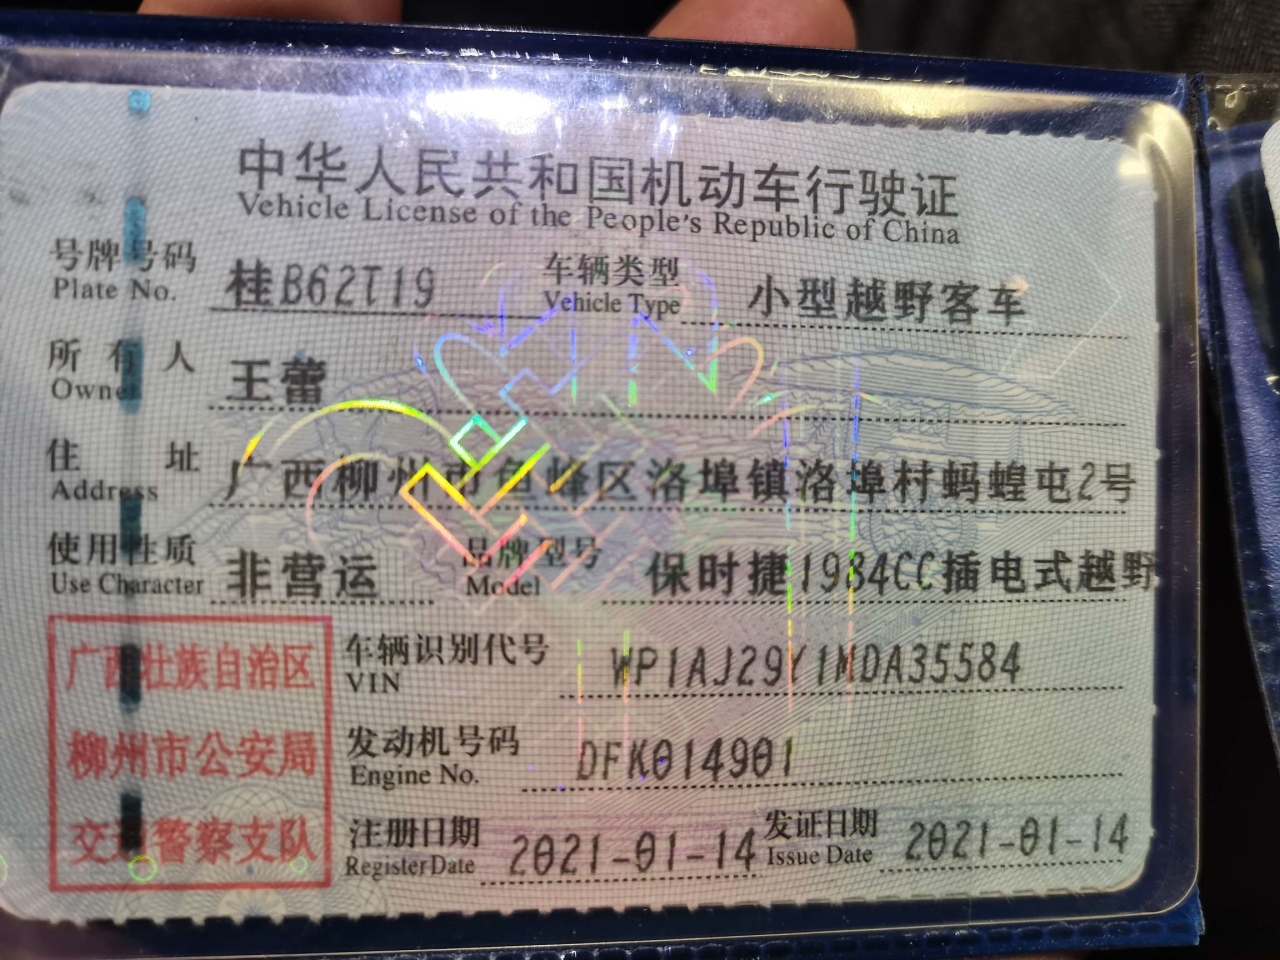 中华人民共和国机动车行驶证
Vehicle License of the People's Republic of China
号牌号码 桂B62T19 车辆类型 小型越野客车
Plate No. Vehicle Type
所有人 王蕾
Owner
住址 广西柳州市鱼峰区洛埠镇洛埠村蚂蝗屯2号
Address
使用性质 非营运 品牌型号 保时捷1984CC插电式越野
Use Character Model
广西壮族自治区
柳州市公安局
交通警察支队
车辆识别代号 WP1AJ29Y1MDA35584
VIN
发动机号码 DFK014901
Engine No.
注册日期 2021-01-14 发证日期 2021-01-14
Register Date Issue Date